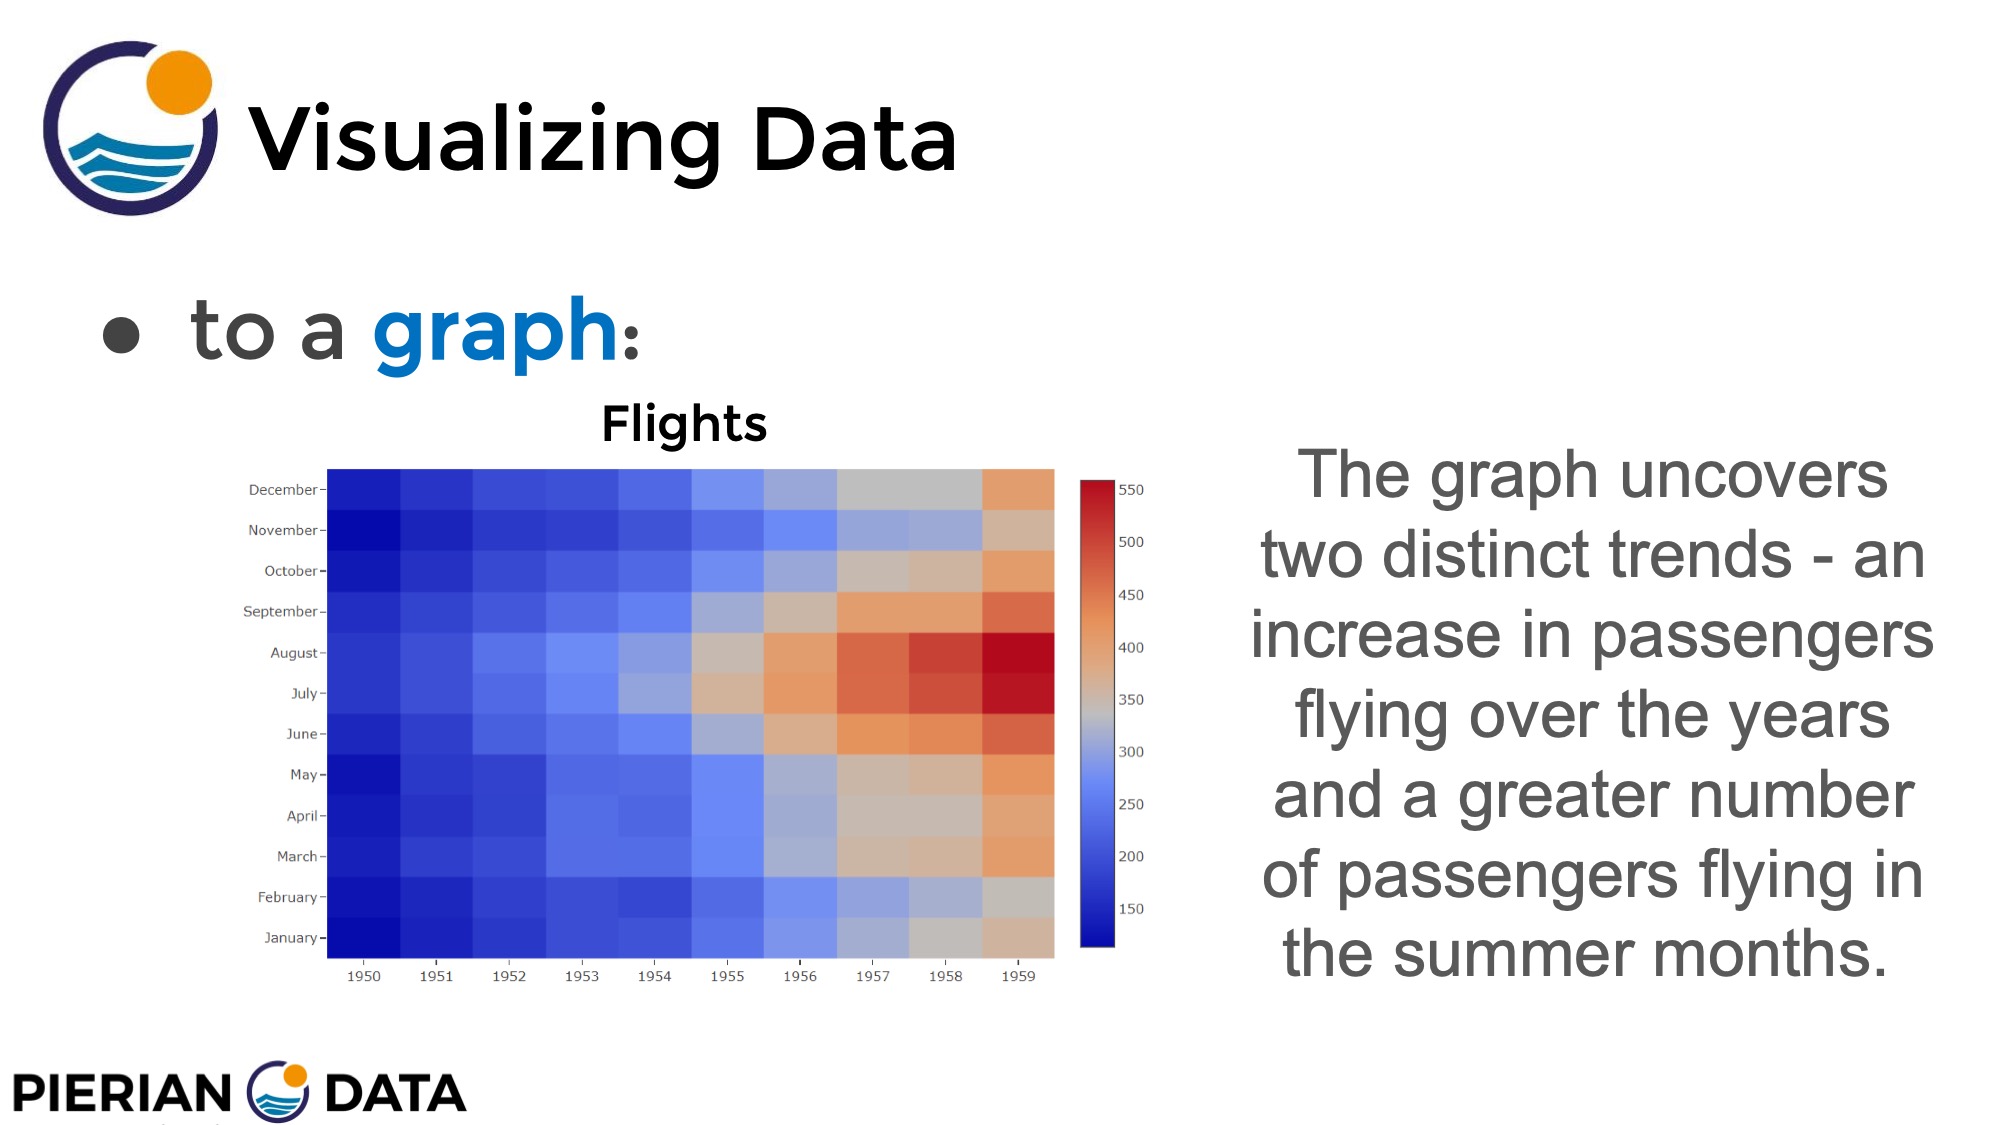 Visualizing Data
● to a graph:
Flights
December
November
October
September
August
July
June
May
April
March
February
January
1950 1951 1952 1953 1954 1955 1956 1957 1958 1959
550
500
450
400
350
300
250
200
150
The graph uncovers
two distinct trends - an
increase in passengers
flying over the years
and a greater number
of passengers flying in
the summer months.
PIERIAN DATA